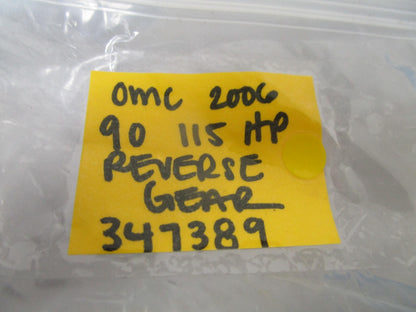 OMC 2006
90 115 HP
REVERSE
GEAR
347389